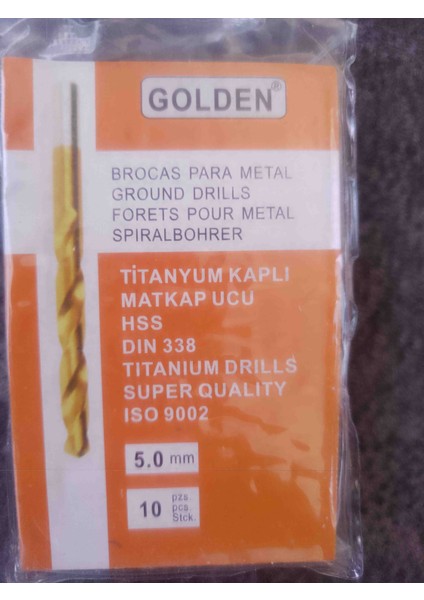 GOLDEN®
BROCAS PARA METAL
GROUND DRILLS
FORETS POUR METAL
SPIRALBOHRER
TİTANYUM KAPLI
MATKAP UCU
HSS
DIN 338
TITANIUM DRILLS
SUPER QUALITY
ISO 9002
5.0 mm
10 pzs.
pcs.
Stck.